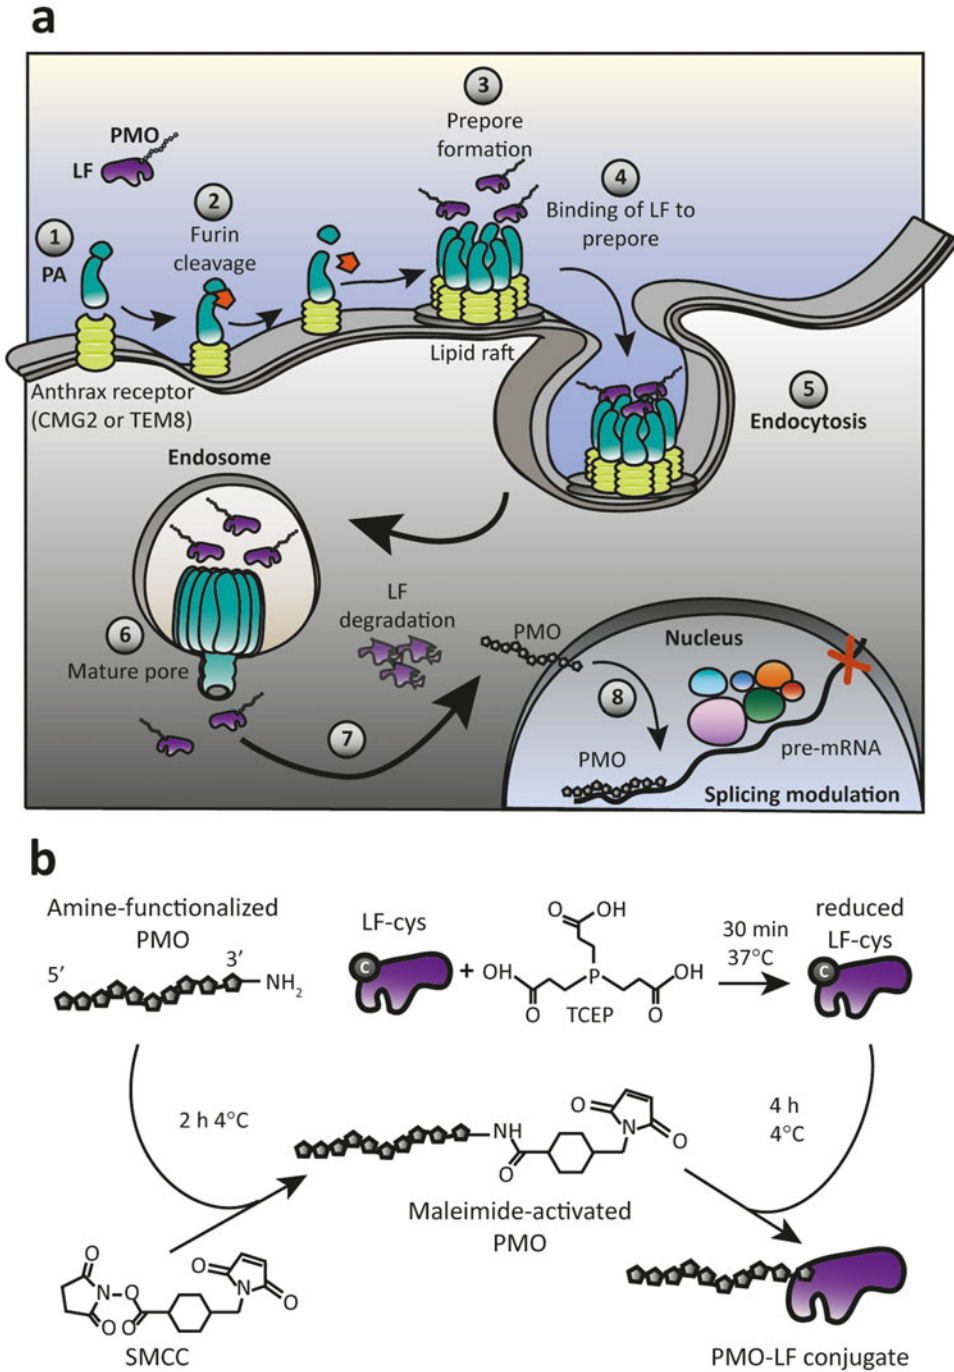 a
3
Prepore
formation
PMO
LF
4
Binding of LF to
prepore
2
Furin
cleavage
1
PA
Lipid raft
Anthrax receptor
(CMG2 or TEM8)
5
Endocytosis
Endosome
LF
degradation
PMO
Nucleus
6
Mature pore
8
7
PMO
pre-mRNA
Splicing modulation
b
Amine-functionalized
PMO
5’
3’
NH2
LF-cys
C
+
O
OH
OH
O
P
OH
O
TCEP
30 min
37°C
reduced
LF-cys
C
2 h 4°C
NH
O
O
N
O
4 h
4°C
Maleimide-activated
PMO
O
N
O
O
O
O
N
O
SMCC
PMO-LF conjugate